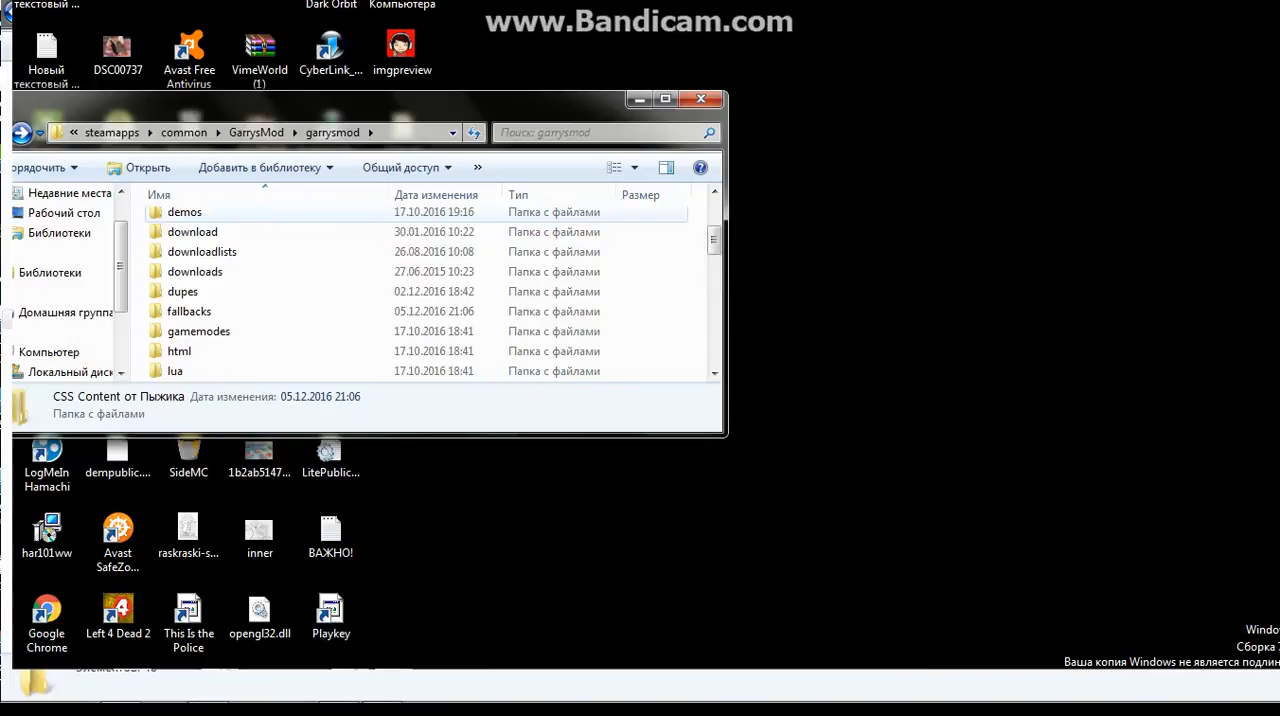 текстовый ...
Dark Orbit
Компьютера
www.Bandicam.com
Новый
текстовый ...
DSC00737
Avast Free
Antivirus
VimeWorld
(1)
CyberLink_...
imgpreview
steamapps
common
GarrysMod
garrysmod
Поиск: garrysmod
орядочить
Открыть
Добавить в библиотеку
Общий доступ
»
Недавние места
Рабочий стол
Библиотеки
Библиотеки
Домашняя группа
Компьютер
Локальный диск
Имя Дата изменения Тип Размер
demos 17.10.2016 19:16 Папка с файлами
download 30.01.2016 10:22 Папка с файлами
downloadlists 26.08.2016 10:08 Папка с файлами
downloads 27.06.2015 10:23 Папка с файлами
dupes 02.12.2016 18:42 Папка с файлами
fallbacks 05.12.2016 21:06 Папка с файлами
gamemodes 17.10.2016 18:41 Папка с файлами
html 17.10.2016 18:41 Папка с файлами
lua 17.10.2016 18:41 Папка с файлами
CSS Content от Пыжика Дата изменения: 05.12.2016 21:06
Папка с файлами
LogMeIn
Hamachi
dempublic....
SideMC
1b2ab5147...
LitePublic...
har101ww
Avast
SafeZo...
raskraski-s...
inner
ВАЖНО!
Google
Chrome
Left 4 Dead 2
This Is the
Police
opengl32.dll
Playkey
Windo
Сборка 7
Ваша копия Windows не является подлин